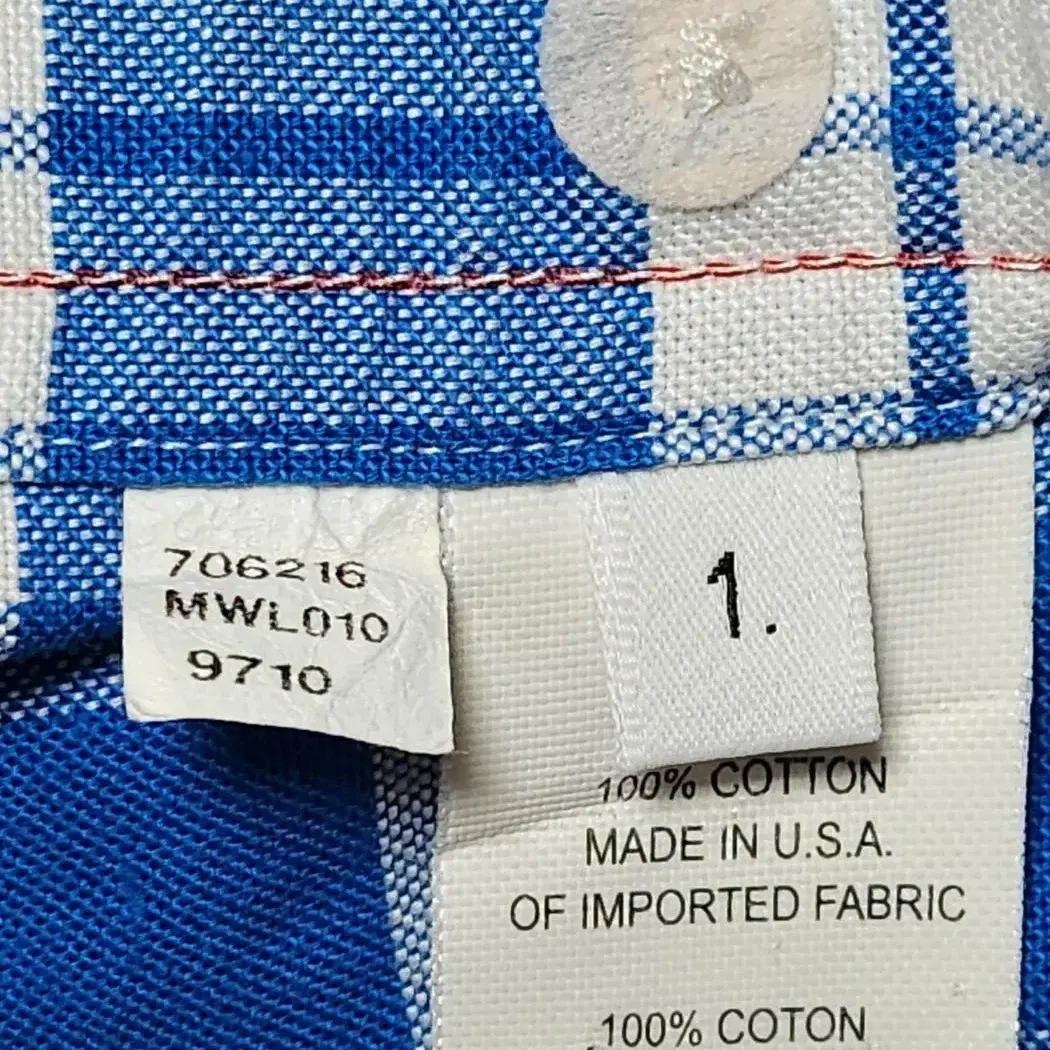 706216
MWL010
9710
1.
100% COTTON
MADE IN U.S.A.
OF IMPORTED FABRIC
100% COTON